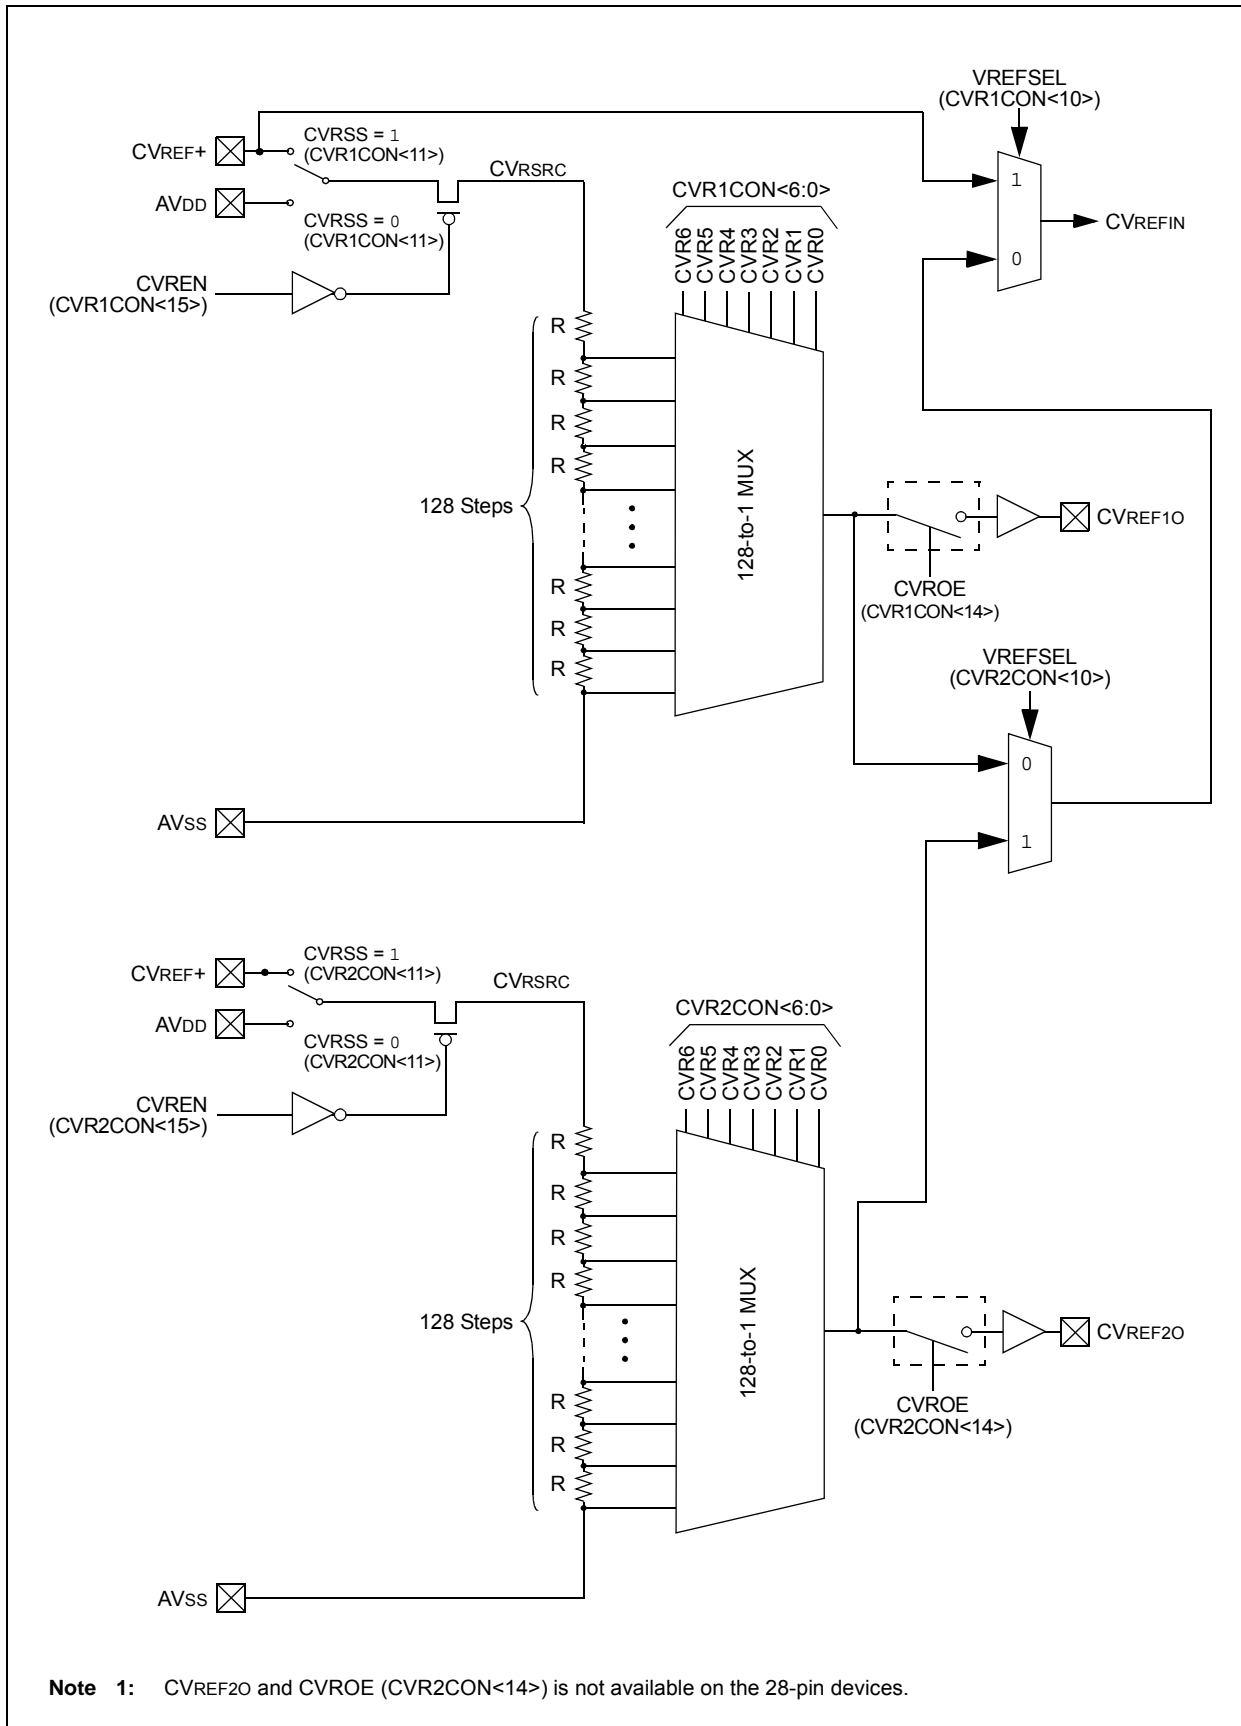 VREFSEL
(CVR1CON<10>)
CVREF+
CVRSS = 1
(CVR1CON<11>)
CVRSRC
AVDD
CVRSS = 0
(CVR1CON<11>)
CVREN
(CVR1CON<15>)
CVR1CON<6:0>
CVR6
CVR5
CVR4
CVR3
CVR2
CVR1
CVR0
1
0
CVREFIN
R
R
R
R
128 Steps
R
R
R
128-to-1 MUX
CVREF1O
CVROE
(CVR1CON<14>)
VREFSEL
(CVR2CON<10>)
0
1
AVSS
CVREF+
CVRSS = 1
(CVR2CON<11>)
CVRSRC
AVDD
CVRSS = 0
(CVR2CON<11>)
CVREN
(CVR2CON<15>)
CVR2CON<6:0>
CVR6
CVR5
CVR4
CVR3
CVR2
CVR1
CVR0
R
R
R
R
128 Steps
R
R
R
128-to-1 MUX
CVREF2O
CVROE
(CVR2CON<14>)
AVSS
Note 1: CVREF2O and CVROE (CVR2CON<14>) is not available on the 28-pin devices.